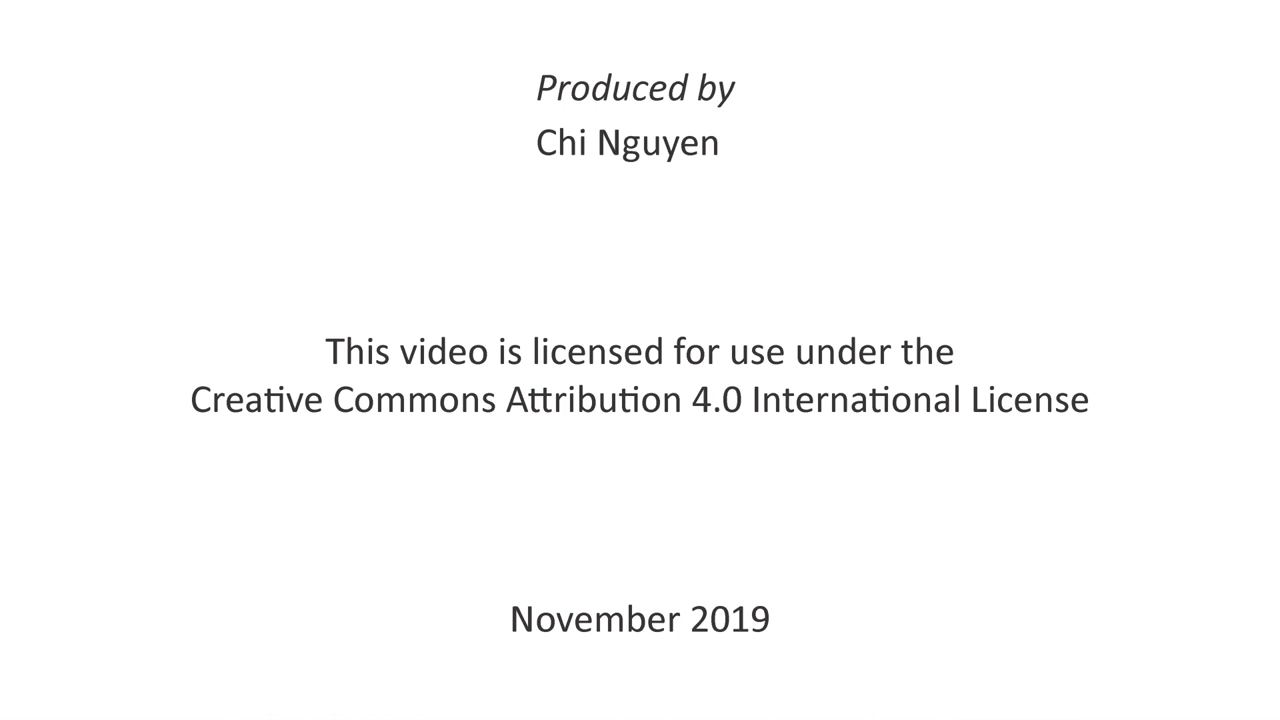 Produced by
Chi Nguyen
This video is licensed for use under the
Creative Commons Attribution 4.0 International License
November 2019